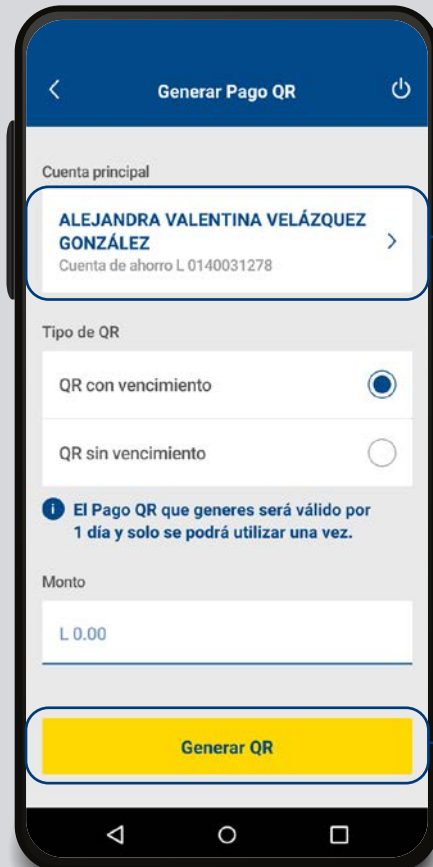 Generar Pago QR
Cuenta principal
ALEJANDRA VALENTINA VELÁZQUEZ
GONZÁLEZ
Cuenta de ahorro L 0140031278
Tipo de QR
QR con vencimiento
QR sin vencimiento
El Pago QR que generes será válido por
1 día y solo se podrá utilizar una vez.
Monto
L 0.00
Generar QR